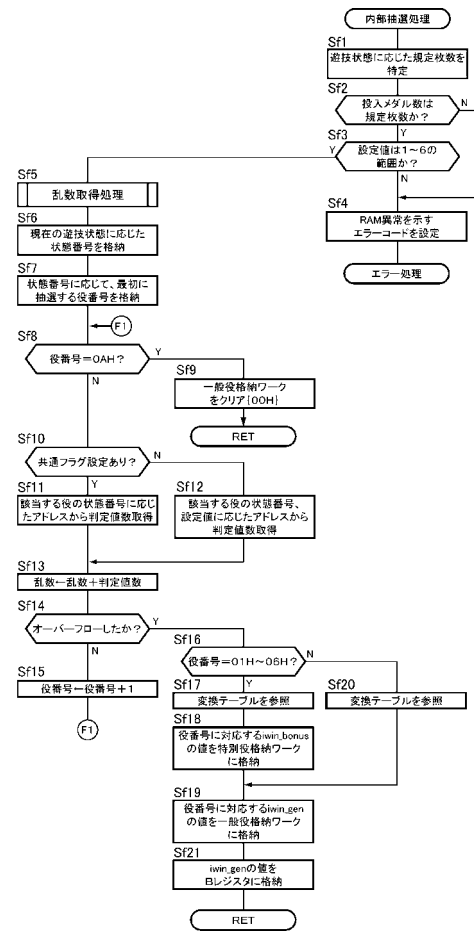 内部抽選処理
Sf1
遊技状態に応じた規定枚数を
特定
Sf2
投入メダル数は
規定枚数か？
N
Y
Sf3
設定値は1～6の
範囲か？
Y
N
Sf4
RAM異常を示す
エラーコードを設定
エラー処理
Sf5
乱数取得処理
Sf6
現在の遊技状態に応じた
状態番号を格納
Sf7
状態番号に応じて、最初に
抽選する役番号を格納
F1
Sf8
役番号＝0AH？
Y
N
Sf9
一般役格納ワーク
をクリア{00H}
RET
Sf10
共通フラグ設定あり？
N
Y
Sf11
該当する役の状態番号に応じ
たアドレスから判定値数取得
Sf12
該当する役の状態番号、
設定値に応じたアドレスから
判定値数取得
Sf13
乱数←乱数＋判定値数
Sf14
オーバーフローしたか？
Y
N
Sf15
役番号←役番号＋1
F1
Sf16
役番号＝01H～06H？
N
Y
Sf17
変換テーブルを参照
Sf20
変換テーブルを参照
Sf18
役番号に対応するiwin_bonus
の値を特別役格納ワーク
に格納
Sf19
役番号に対応するiwin_gen
の値を一般役格納ワーク
に格納
Sf21
iwin_genの値を
Bレジスタに格納
RET